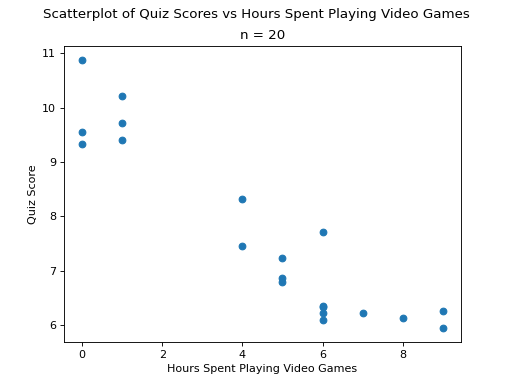 Scatterplot of Quiz Scores vs Hours Spent Playing Video Games
n = 20
11
10
9
8
7
6
Quiz Score
0 2 4 6 8
Hours Spent Playing Video Games